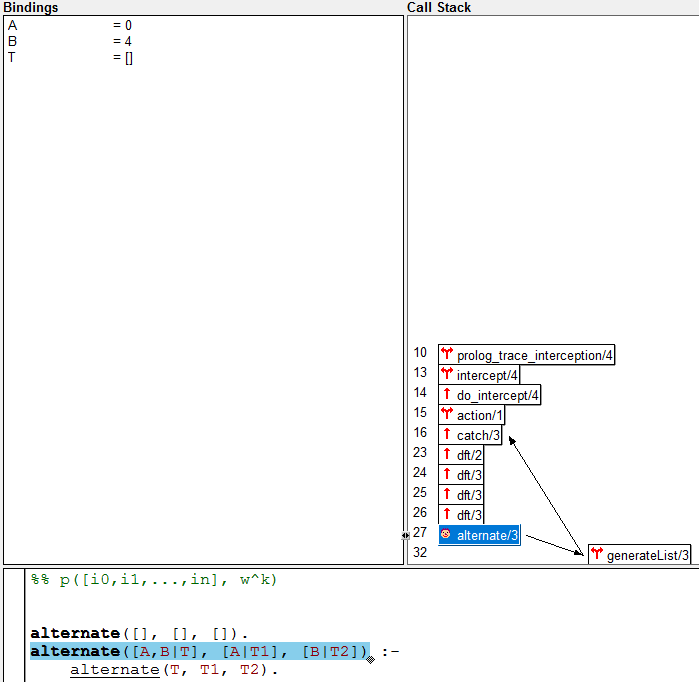 Bindings
A = 0
B = 4
T = []
Call Stack
10 prolog_trace_interception/4
13 intercept/4
14 do_intercept/4
15 action/1
16 catch/3
23 dft/2
24 dft/3
25 dft/3
26 dft/3
27 alternate/3
32 generateList/3
%% p([i0,i1,...,in], w^k)
alternate([], [], []).
alternate([A,B|T], [A|T1], [B|T2]) :-
alternate(T, T1, T2).